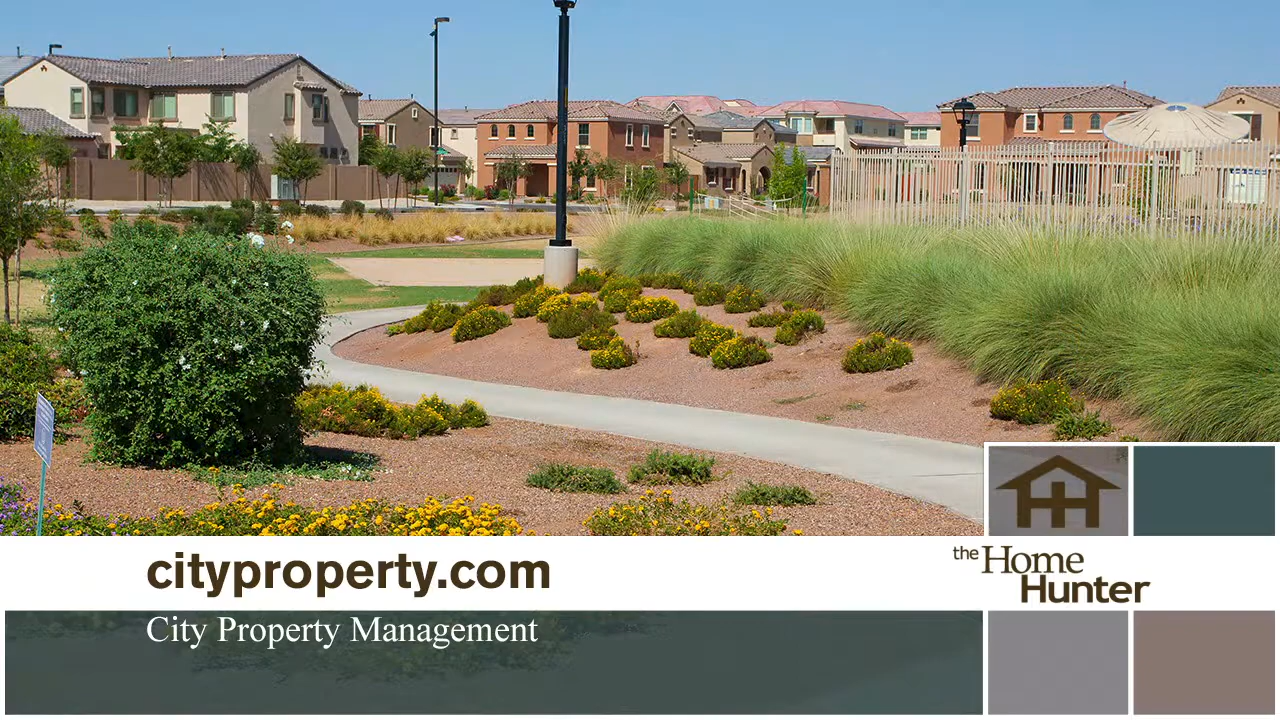 cityproperty.com
City Property Management
the Home
Hunter